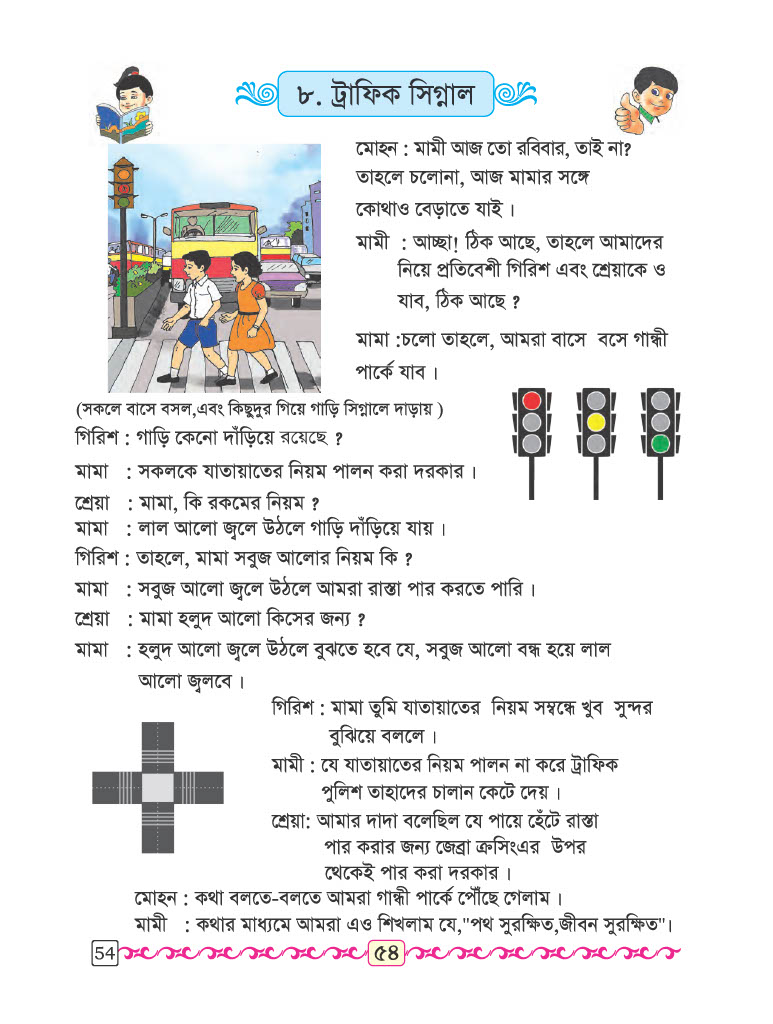 ৮. ট্রাফিক সিগ্নাল
মোহন : মামী আজ তো রবিবার, তাই না?
তাহলে চলোনা, আজ মামার সঙ্গে
কোথাও বেড়াতে যাই ।
মামী : আচ্ছা! ঠিক আছে, তাহলে আমাদের
নিয়ে প্রতিবেশী গিরিশ এবং শ্রেয়াকে ও
যাব, ঠিক আছে ?
মামা :চলো তাহলে, আমরা বাসে বসে গান্ধী
পার্কে যাব ।
(সকলে বাসে বসল,এবং কিছুদুর গিয়ে গাড়ি সিগ্নালে দাড়ায় )
গিরিশ : গাড়ি কেনো দাঁড়িয়ে রয়েছে ?
মামা : সকলকে যাতায়াতের নিয়ম পালন করা দরকার ।
শ্রেয়া : মামা, কি রকমের নিয়ম ?
মামা : লাল আলো জ্বলে উঠলে গাড়ি দাঁড়িয়ে যায় ।
গিরিশ : তাহলে, মামা সবুজ আলোর নিয়ম কি ?
মামা : সবুজ আলো জ্বলে উঠলে আমরা রাস্তা পার করতে পারি ।
শ্রেয়া : মামা হলুদ আলো কিসের জন্য ?
মামা : হলুদ আলো জ্বলে উঠলে বুঝতে হবে যে, সবুজ আলো বন্ধ হয়ে লাল
আলো জ্বলবে ।
গিরিশ : মামা তুমি যাতায়াতের নিয়ম সম্বন্ধে খুব সুন্দর
বুঝিয়ে বললে ।
মামী : যে যাতায়াতের নিয়ম পালন না করে ট্রাফিক
পুলিশ তাহাদের চালান কেটে দেয় ।
শ্রেয়া: আমার দাদা বলেছিল যে পায়ে হেঁটে রাস্তা
পার করার জন্য জেব্রা ক্রসিংএর উপর
থেকেই পার করা দরকার ।
মোহন : কথা বলতে-বলতে আমরা গান্ধী পার্কে পৌঁছে গেলাম ।
মামী : কথার মাধ্যমে আমরা এও শিখলাম যে,"পথ সুরক্ষিত,জীবন সুরক্ষিত"।
54
৫৪